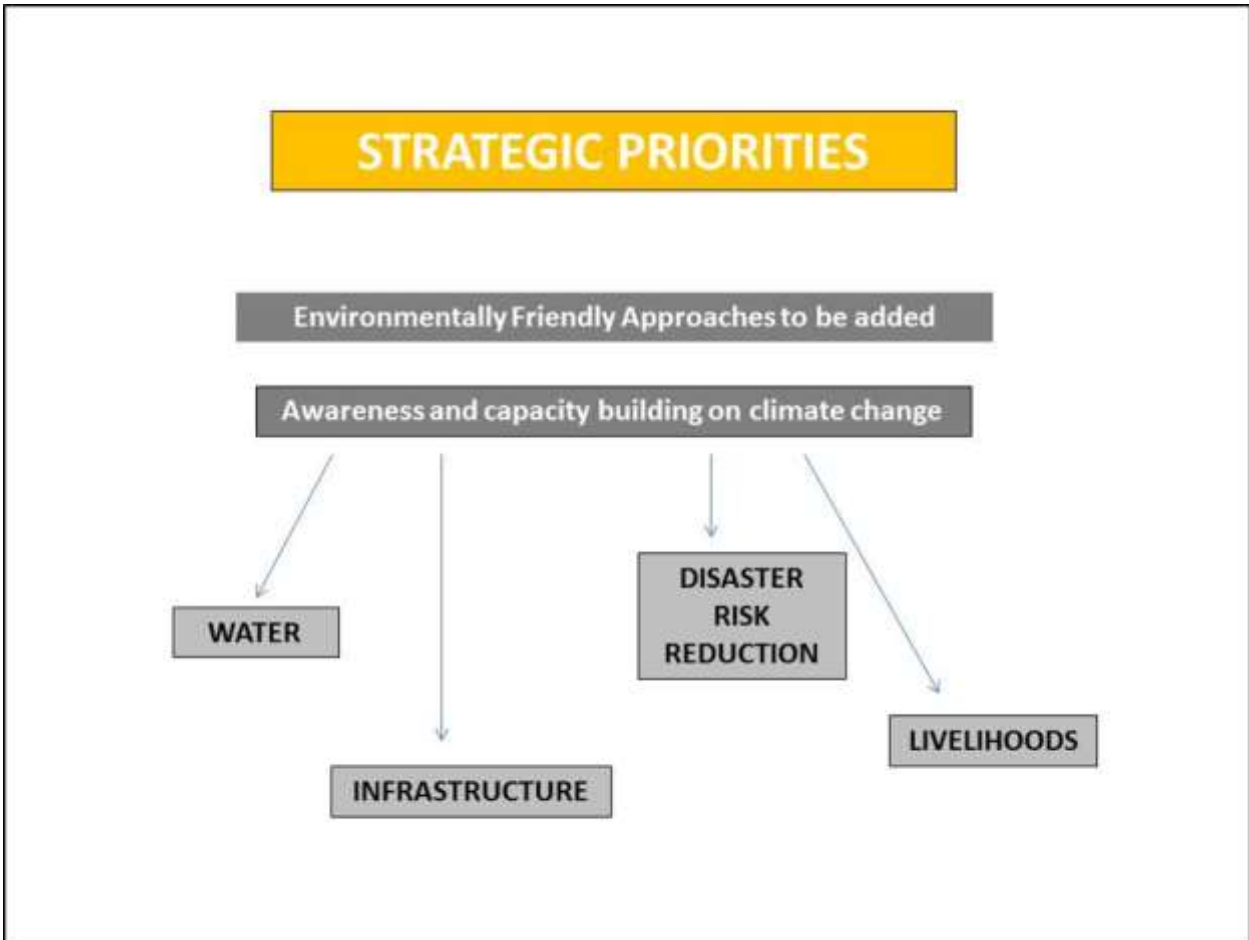 STRATEGIC PRIORITIES
Environmentally Friendly Approaches to be added
Awareness and capacity building on climate change
WATER
DISASTER
RISK
REDUCTION
INFRASTRUCTURE
LIVELIHOODS